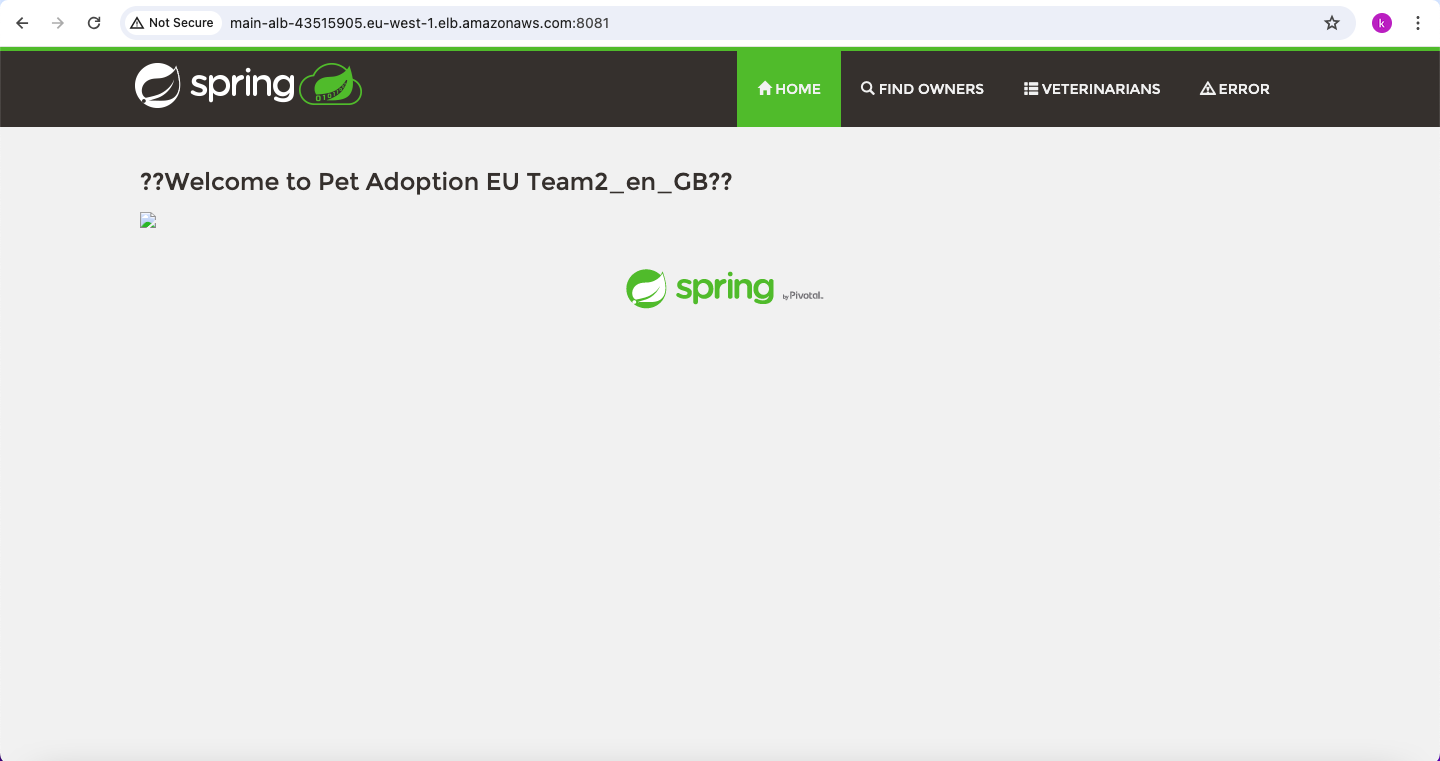 Not Secure main-alb-43515905.eu-west-1.elb.amazonaws.com:8081 k
spring HOME FIND OWNERS VETERINARIANS ERROR
??Welcome to Pet Adoption EU Team2_en_GB??
spring by Pivotal.